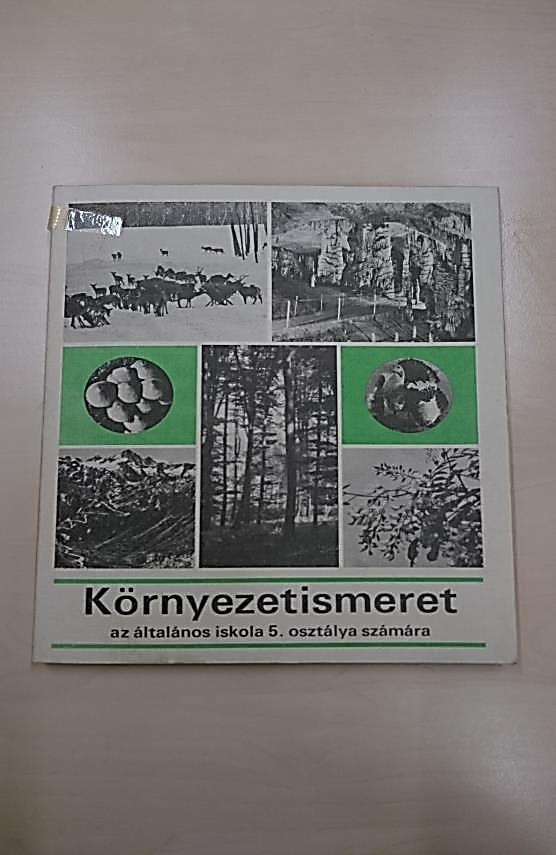 Környezetismeret
az általános iskola 5. osztálya számára